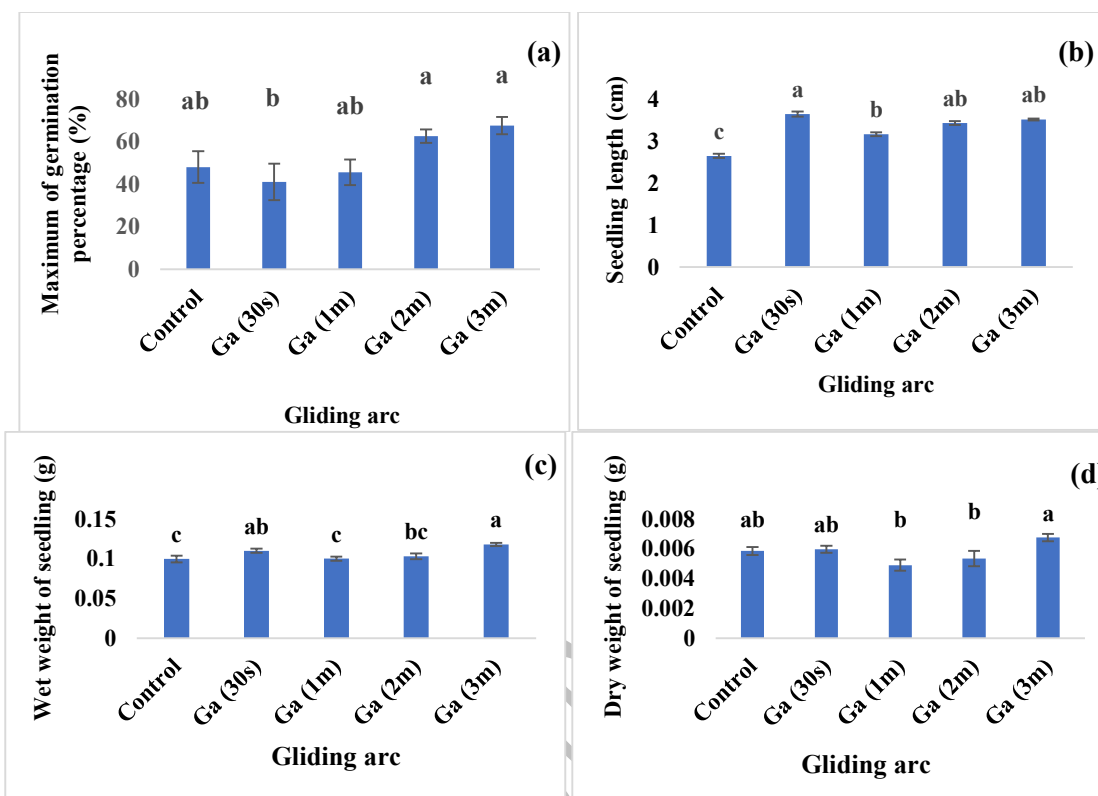 (a)
Maximum of germination
percentage (%)
80
60
40
20
0
ab
b
ab
a
a
Control
Ga (30s)
Ga (1m)
Ga (2m)
Ga (3m)
Gliding arc
(b)
Seedling length (cm)
4
3
2
1
0
c
a
b
ab
ab
Control
Ga (30s)
Ga (1m)
Ga (2m)
Ga (3m)
Gliding arc
(c)
Wet weight of seedling (g)
0.15
0.1
0.05
0
c
ab
c
bc
a
Control
Ga (30s)
Ga (1m)
Ga (2m)
Ga (3m)
Gliding arc
(d)
Dry weight of seedling (g)
0.008
0.006
0.004
0.002
0
ab
ab
b
b
a
Control
Ga (30s)
Ga (1m)
Ga (2m)
Ga (3m)
Gliding arc